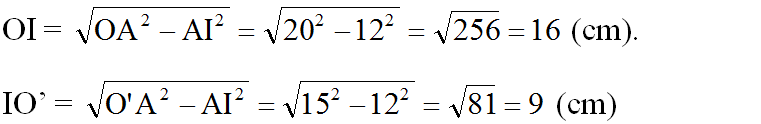 OI = √(OA² − AI²) = √(20² − 12²) = √256 = 16 (cm).
IO’ = √(O'A² − AI²) = √(15² − 12²) = √81 = 9 (cm)